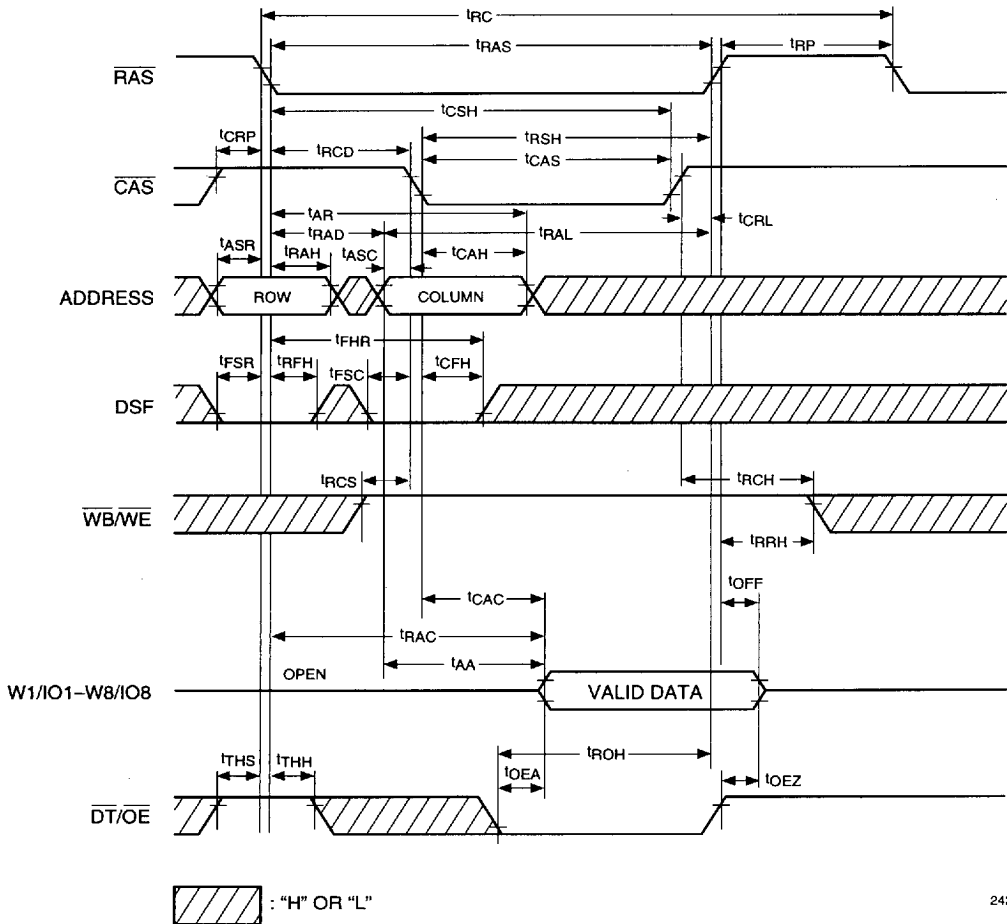 tRC
tRAS
tRP
RAS
tCSH
tCRP
tRCD
tRSH
tCAS
CAS
tAR
tCRL
tRAD
tRAL
tASR
tRAH
tASC
tCAH
ADDRESS
ROW
COLUMN
tFHR
tFSR
tRFH
tFSC
tCFH
DSF
tRCS
tRCH
WB/WE
tRRH
tOFF
tCAC
tRAC
tAA
OPEN
W1/IO1–W8/IO8
VALID DATA
tROH
tTHS
tTHH
tOEA
tOEZ
DT/OE
: "H" OR "L"